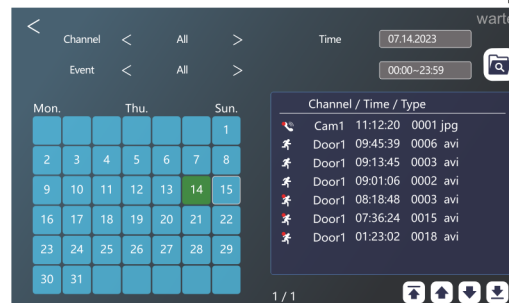 warte
Channel < All >
Time 07.14.2023
Event < All >
00:00~23:59
Mon. Thu. Sun.
1
2 3 4 5 6 7 8
9 10 11 12 13 14 15
16 17 18 19 20 21 22
23 24 25 26 27 28 29
30 31
Channel / Time / Type
Cam1 11:12:20 0001 jpg
Door1 09:45:39 0006 avi
Door1 09:13:45 0003 avi
Door1 09:01:06 0002 avi
Door1 08:18:48 0003 avi
Door1 07:36:24 0015 avi
Door1 01:23:02 0018 avi
1 / 1